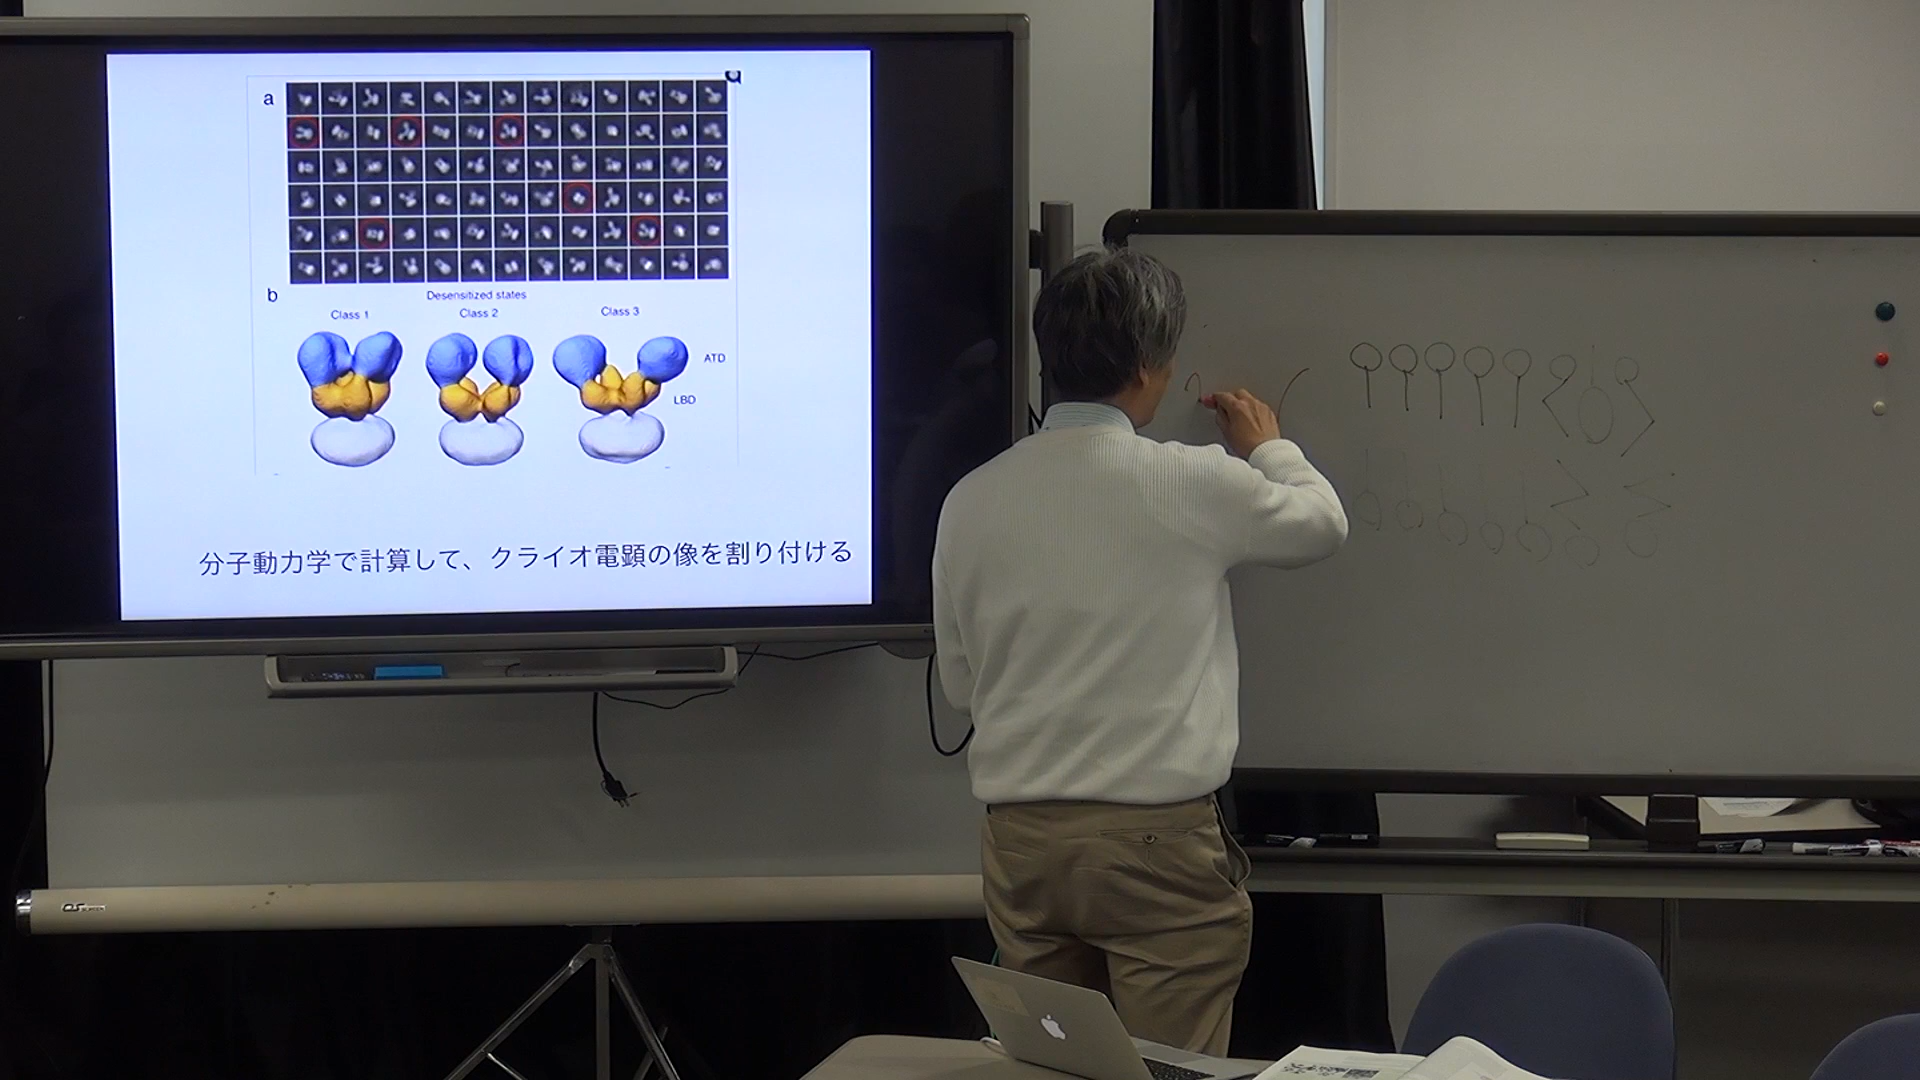 a
b
Desensitized states
Class 1
Class 2
Class 3
ATD
LBD
分子動力学で計算して、クライオ電顕の像を割り付ける
OS